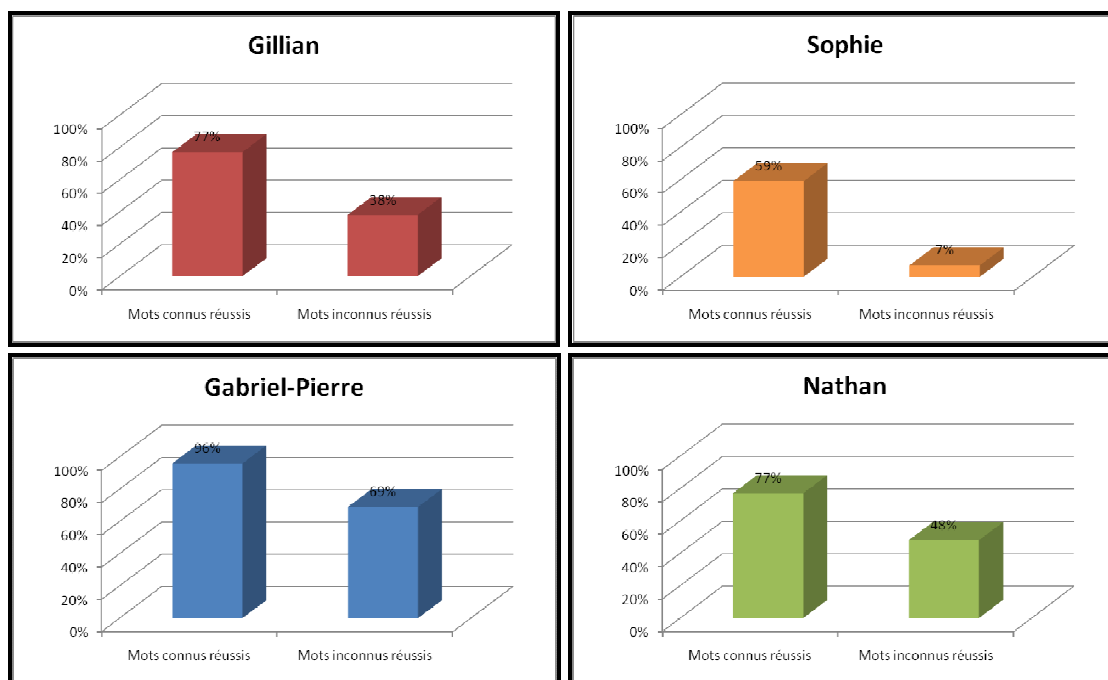 Gillian
100%
80%
60%
40%
20%
0%
77%
38%
Mots connus réussis
Mots inconnus réussis
Sophie
100%
80%
60%
40%
20%
0%
59%
7%
Mots connus réussis
Mots inconnus réussis
Gabriel-Pierre
100%
80%
60%
40%
20%
0%
96%
69%
Mots connus réussis
Mots inconnus réussis
Nathan
100%
80%
60%
40%
20%
0%
77%
48%
Mots connus réussis
Mots inconnus réussis